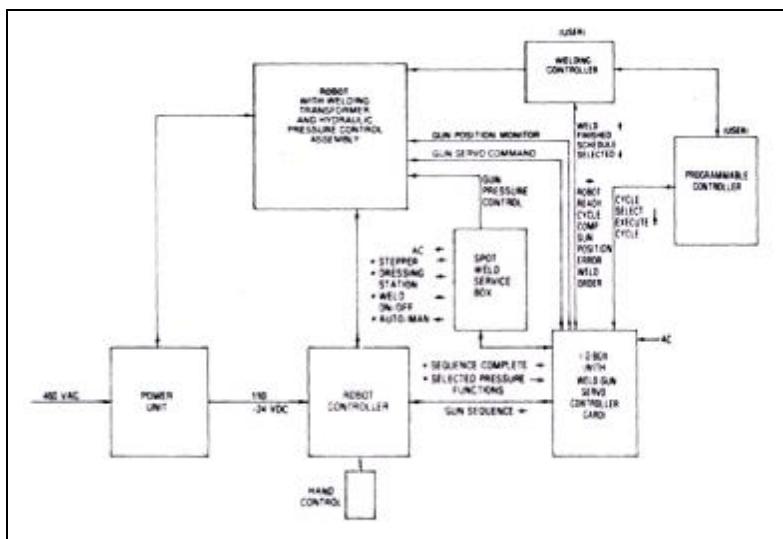 (USER)
WELDING
CONTROLLER
ROBOT
WITH WELDING
TRANSFORMER
AND HYDRAULIC
PRESSURE CONTROL
ASSEMBLY
GUN POSITION MONITOR
GUN SERVO COMMAND
GUN
PRESSURE
CONTROL
WELD
FINISHED
SCHEDULE
SELECTED
(USER)
PROGRAMMABLE
CONTROLLER
ROBOT
READY
CYCLE
COMP
GUN
POSITION
ERROR
WELD
ORDER
CYCLE
SELECT
EXECUTE
CYCLE
AC
STEPPER
DRESSING
STATION
WELD
ON/OFF
AUTO/MAN
SPOT
WELD
SERVICE
BOX
AC
460 VAC
POWER
UNIT
110
-24 VDC
ROBOT
CONTROLLER
SEQUENCE COMPLETE
SELECTED PRESSURE
FUNCTIONS
GUN SEQUENCE
BOX WITH
WELD GUN
SERVO
CONTROLLER
CARD
HAND
CONTROL